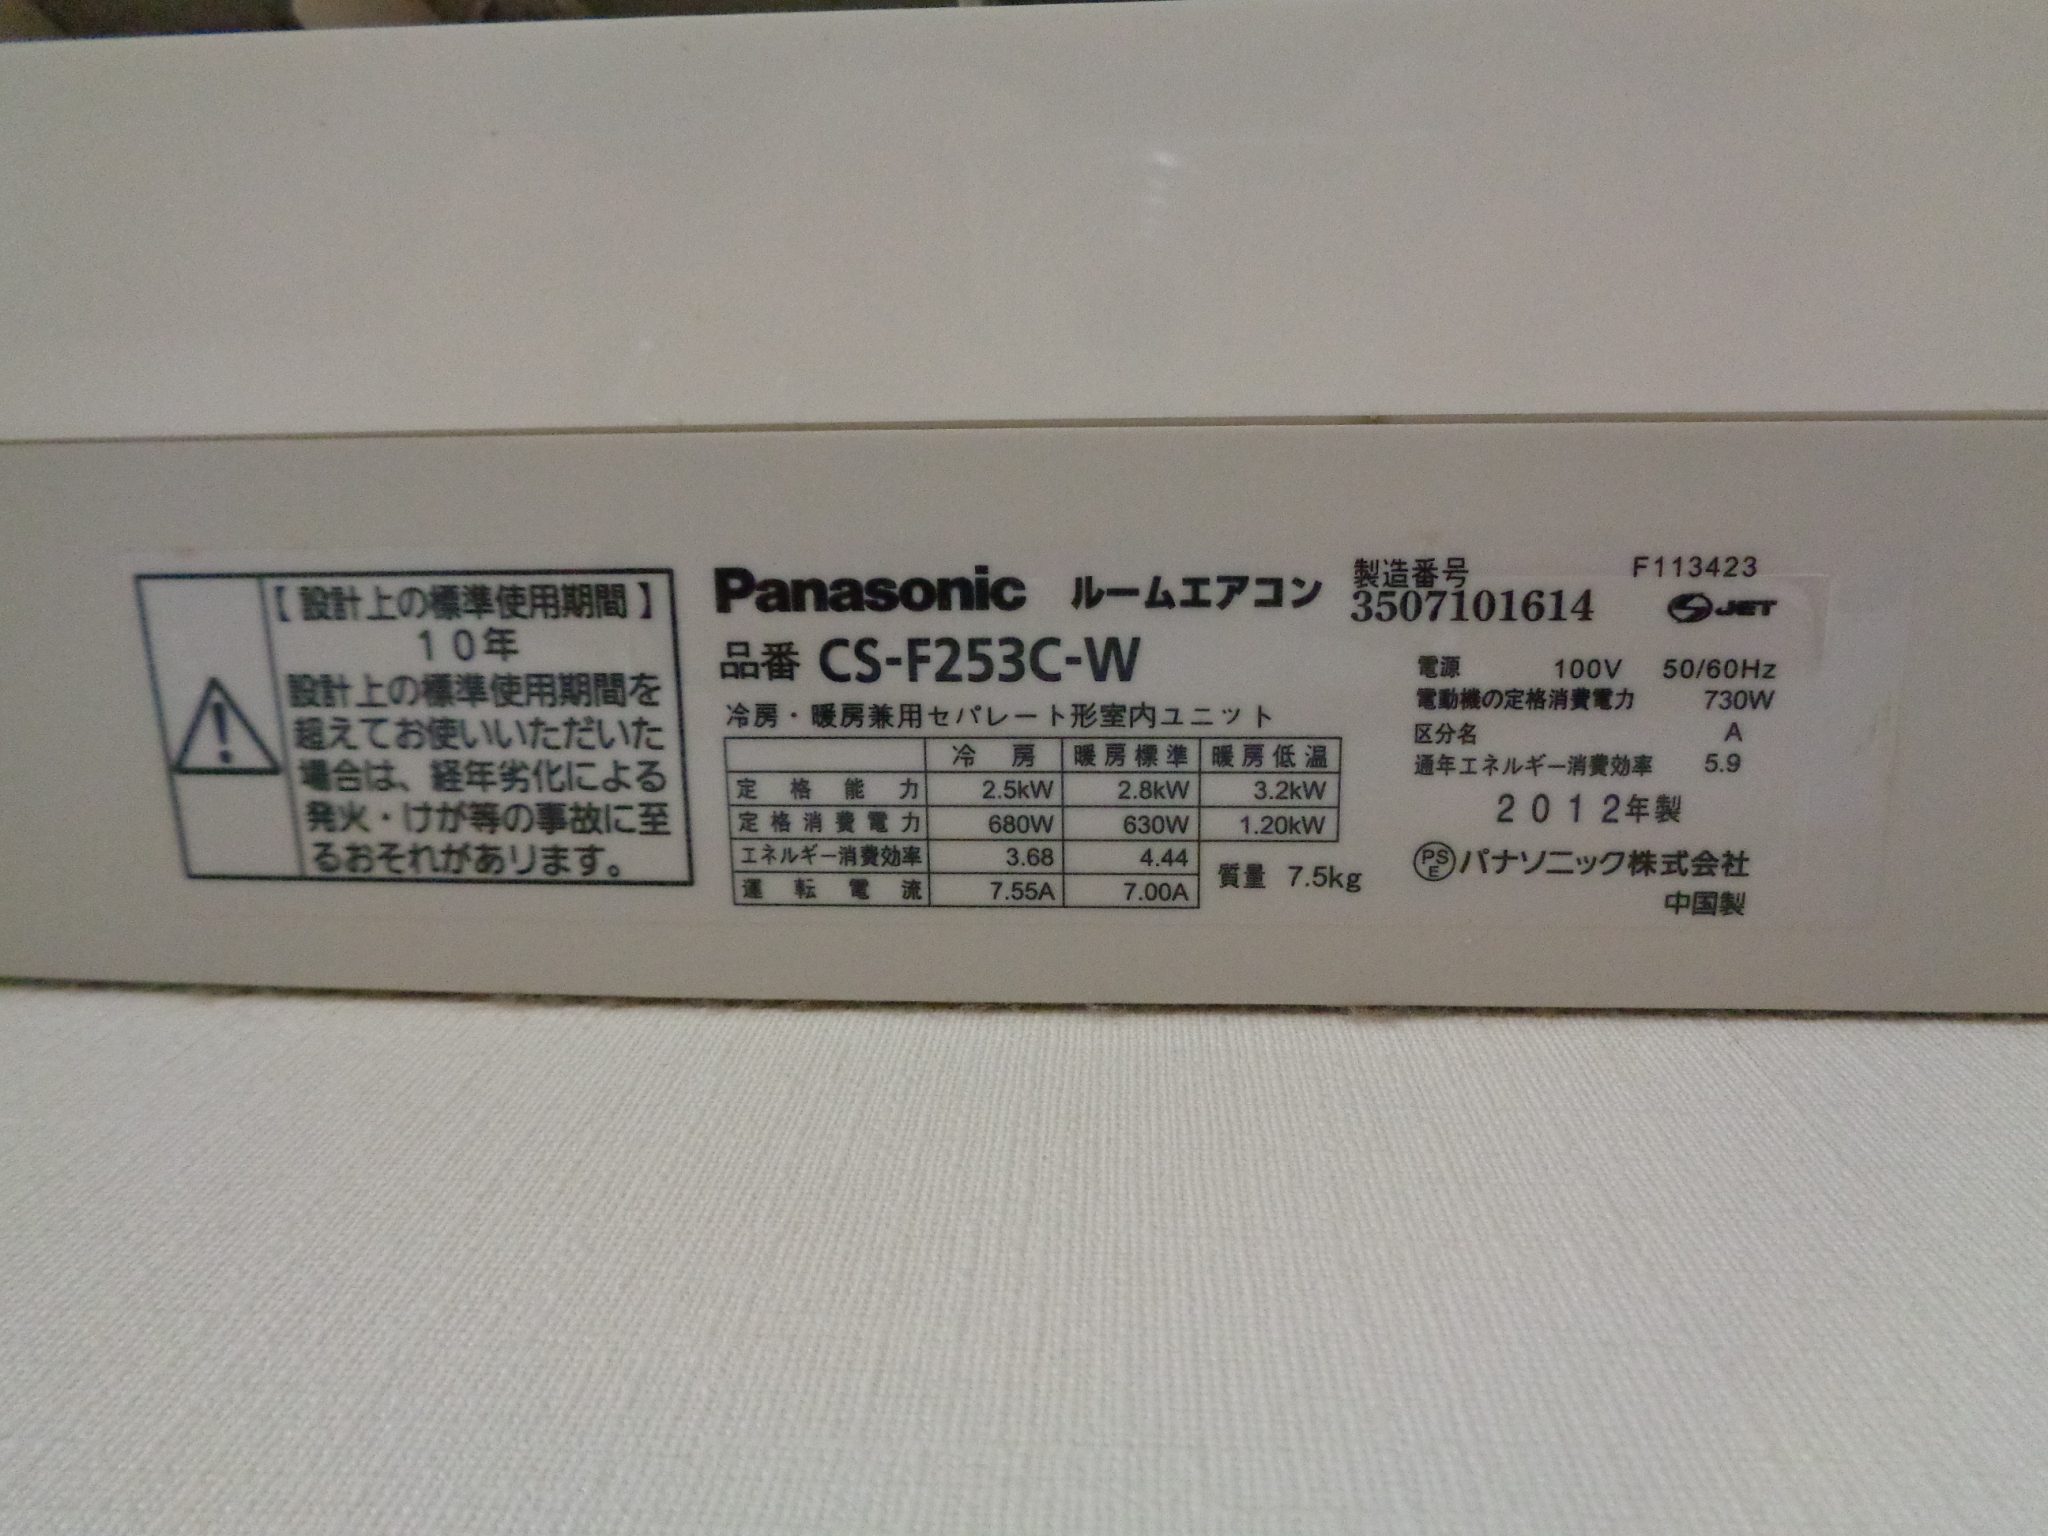 【設計上の標準使用期間】
10年
設計上の標準使用期間を
超えてお使いいただいた
場合は、経年劣化による
発火・けが等の事故に至
るおそれがあります。
Panasonic ルームエアコン
品番 CS-F253C-W
冷房・暖房兼用セパレート形室内ユニット
冷房 暖房標準 暖房低温
定格能力 2.5kW 2.8kW 3.2kW
定格消費電力 680W 630W 1.20kW
エネルギー消費効率 3.68 4.44
運転電流 7.55A 7.00A
質量 7.5kg
製造番号 F113423
3507101614 JET
電源 100V 50/60Hz
電動機の定格消費電力 730W
区分名 A
通年エネルギー消費効率 5.9
2012年製
PSE パナソニック株式会社
中国製